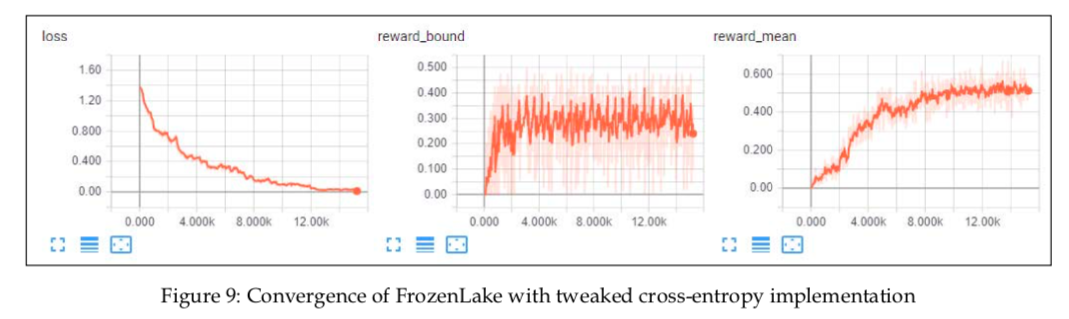 loss
1.60
1.20
0.800
0.400
0.00
0.000 4.000k 8.000k 12.00k
reward_bound
0.500
0.400
0.300
0.200
0.100
0.00
0.000 4.000k 8.000k 12.00k
reward_mean
0.600
0.400
0.200
0.00
0.000 4.000k 8.000k 12.00k
Figure 9: Convergence of FrozenLake with tweaked cross-entropy implementation